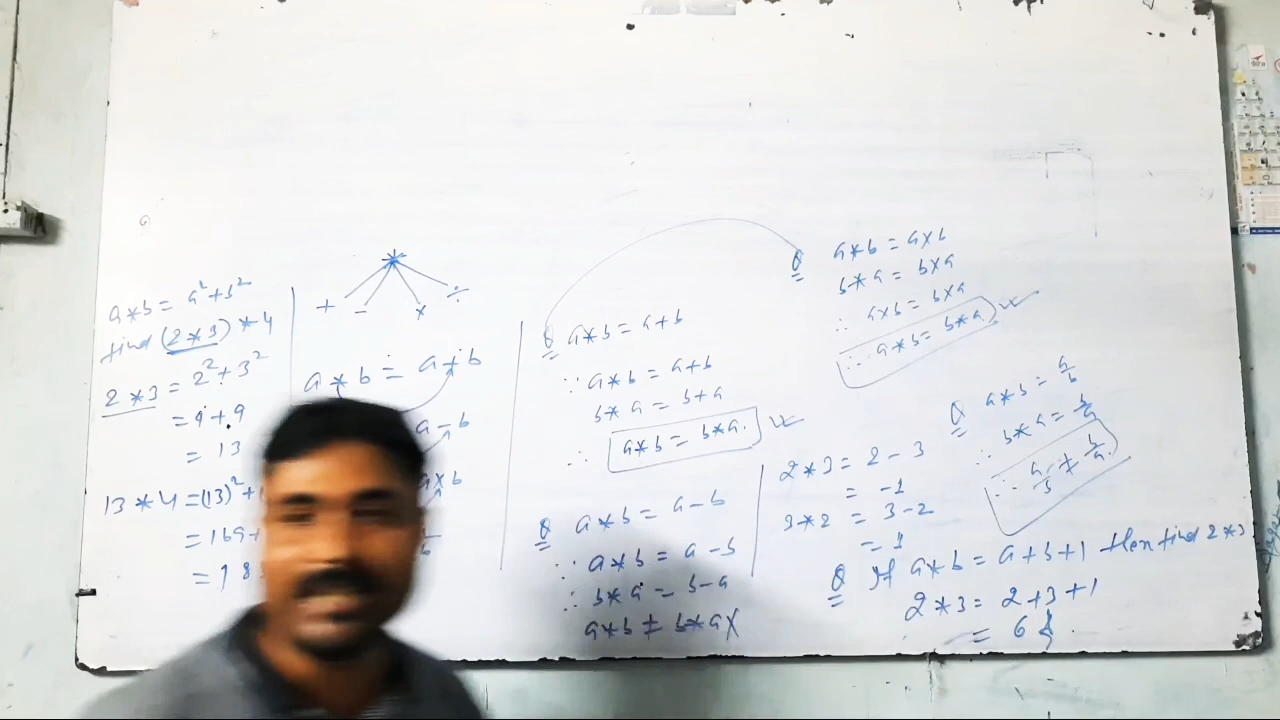 a*b = a²+b²
find (2*3)*4
2*3 = 2²+3²
= 4+9
= 13
13*4 = (13)²+
= 169+
= 18
*
+ - × ÷
a*b = a+b
a-b
a×b
b
Q a*b = a+b
∵ a*b = a+b
b*a = b+a
∴ a*b = b*a.
Q a*b = a-b
∵ a*b = a-b
∴ b*a = b-a
a*b ≠ b*a X
Q a*b = a×b
b*a = b×a
∴ a×b = b×a
∴ a*b = b*a.
2*3 = 2-3
= -1
3*2 = 3-2
= 1
Q a*b = a/b
∴ b*a = b/a
∴ a/b ≠ b/a.
Q If a*b = a+b+1 then find 2*3
2*3 = 2+3+1
= 6